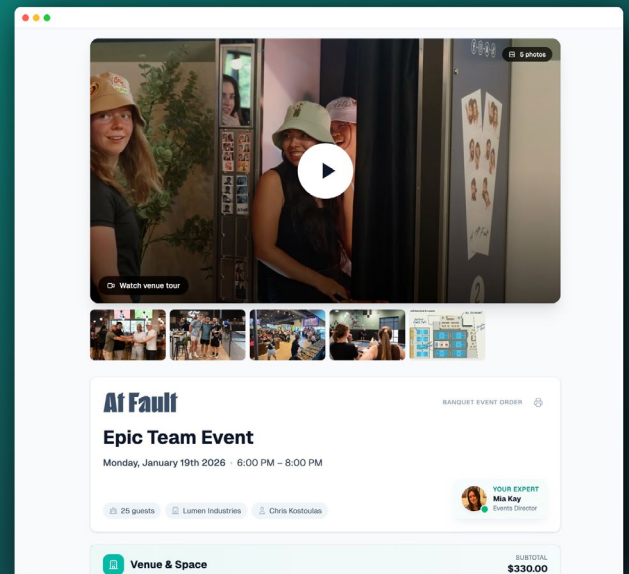 5 photos
Watch venue tour
At Fault
BANQUET EVENT ORDER
Epic Team Event
Monday, January 19th 2026 · 6:00 PM – 8:00 PM
YOUR EXPERT
Mia Kay
Events Director
25 guests
Lumen Industries
Chris Kostoulas
Venue & Space
SUBTOTAL
$330.00